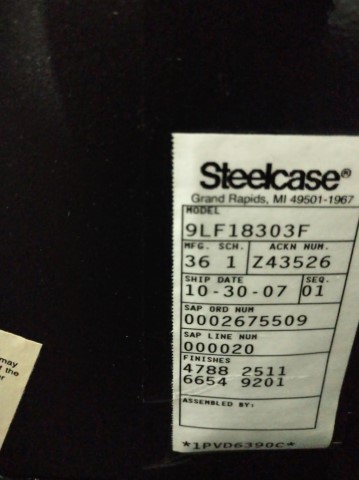 Steelcase®
Grand Rapids, MI 49501-1967
MODEL
9LF18303F
MFG. SCH. ACKN NUM.
36 1 Z43526
SHIP DATE SEQ.
10-30-07 01
SAP ORD NUM
0002675509
SAP LINE NUM
000020
FINISHES
4788 2511
6654 9201
ASSEMBLED BY:
*1PVD6390C*
may
the